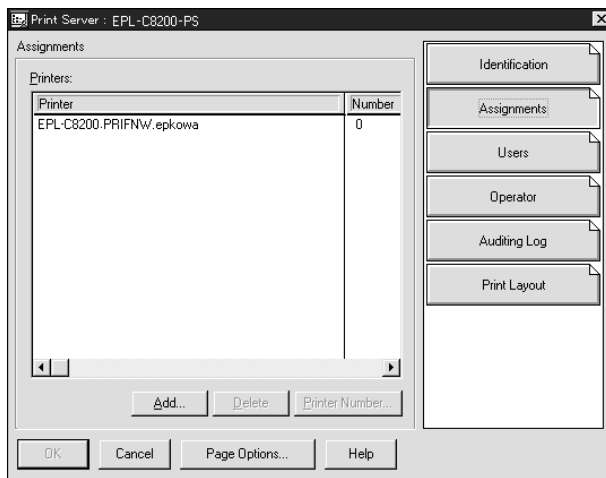 Print Server : EPL-C8200-PS
Assignments
Printers:
Printer Number
EPL-C8200.PRIFNW.epkowa 0
Add... Delete Printer Number...
OK Cancel Page Options... Help
Identification
Assignments
Users
Operator
Auditing Log
Print Layout